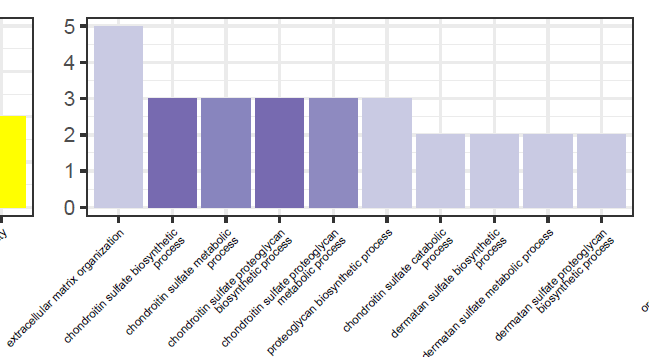 5
4
3
2
1
0
extracellular matrix organization
chondroitin sulfate biosynthetic
process
chondroitin sulfate metabolic
process
chondroitin sulfate proteoglycan
biosynthetic process
chondroitin sulfate proteoglycan
metabolic process
proteoglycan biosynthetic process
chondroitin sulfate catabolic
process
dermatan sulfate biosynthetic
process
dermatan sulfate metabolic process
dermatan sulfate proteoglycan
biosynthetic process